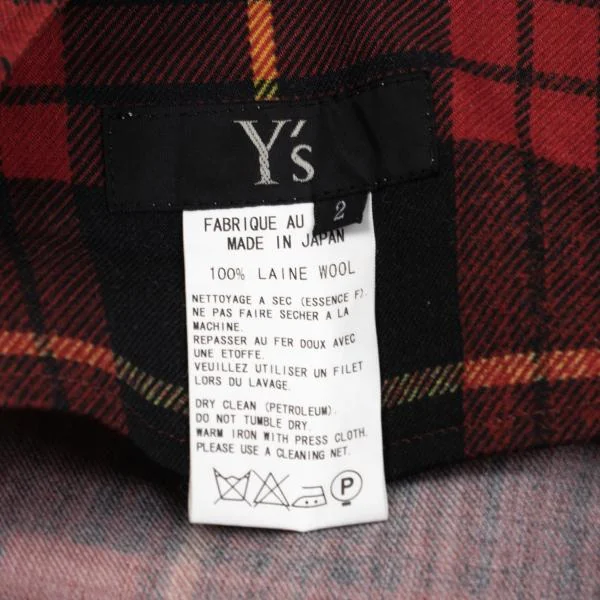 Y's
2
FABRIQUE AU
MADE IN JAPAN
100% LAINE WOOL
NETTOYAGE A SEC (ESSENCE F).
NE PAS FAIRE SECHER A LA
MACHINE.
REPASSER AU FER DOUX AVEC
UNE ETOFFE.
VEUILLEZ UTILISER UN FILET
LORS DU LAVAGE.
DRY CLEAN (PETROLEUM).
DO NOT TUMBLE DRY.
WARM IRON WITH PRESS CLOTH.
PLEASE USE A CLEANING NET.
P